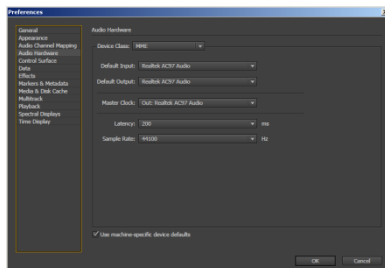 Preferences
General
Appearance
Audio Channel Mapping
Audio Hardware
Control Surface
Data
Effects
Markers & Metadata
Media & Disk Cache
Multitrack
Playback
Spectral Displays
Time Display
Audio Hardware
Device Class: MME
Default Input: Realtek AC97 Audio
Default Output: Realtek AC97 Audio
Master Clock: Out: Realtek AC97 Audio
Latency: 200 ms
Sample Rate: 44100 Hz
Use machine-specific device defaults
OK Cancel